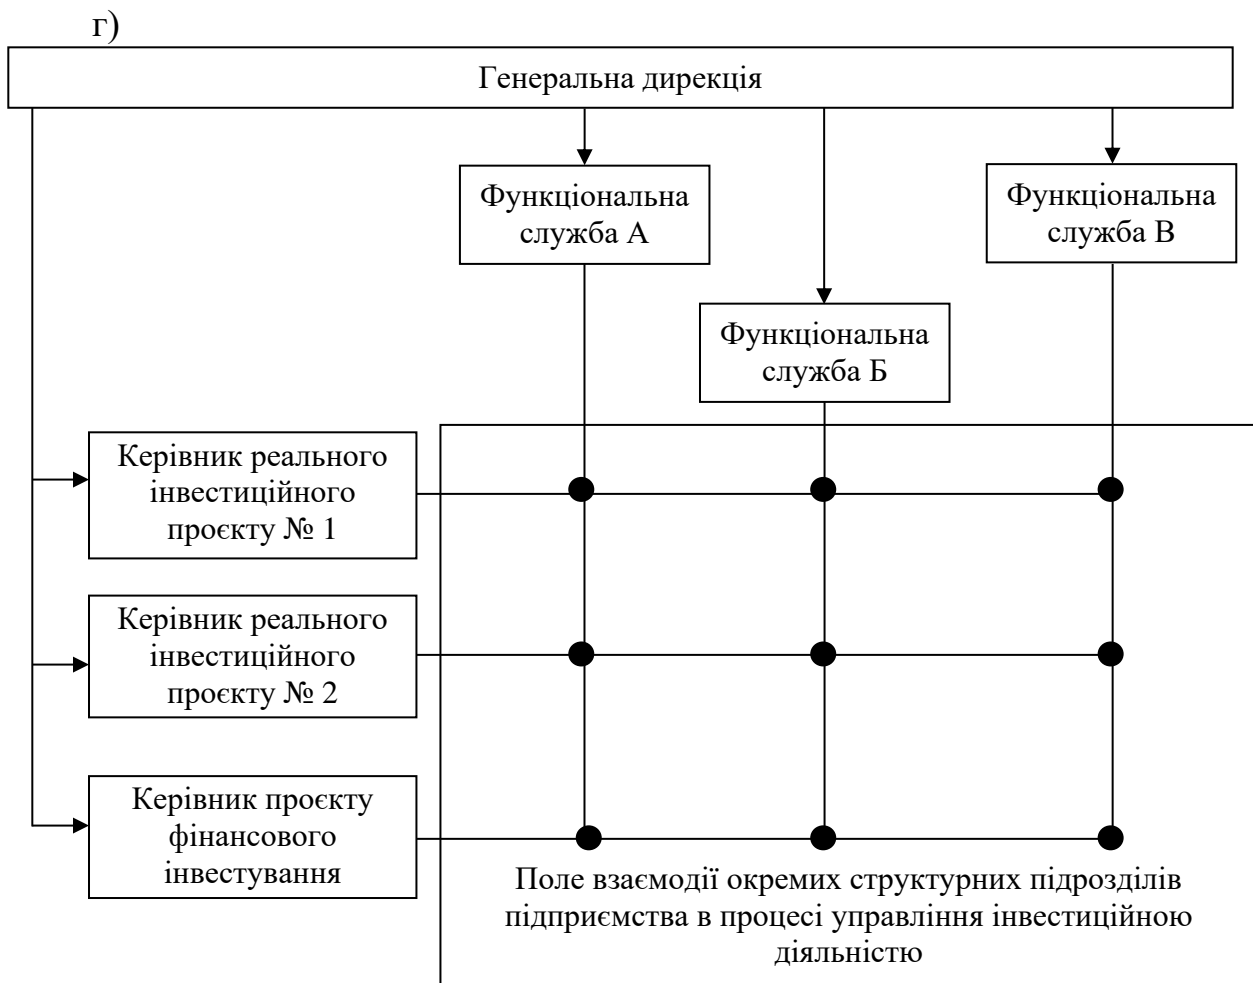 г)
Генеральна дирекція
Функціональна
служба А
Функціональна
служба В
Функціональна
служба Б
Керівник реального
інвестиційного
проєкту № 1
Керівник реального
інвестиційного
проєкту № 2
Керівник проєкту
фінансового
інвестування
Поле взаємодії окремих структурних підрозділів
підприємства в процесі управління інвестиційною
діяльністю